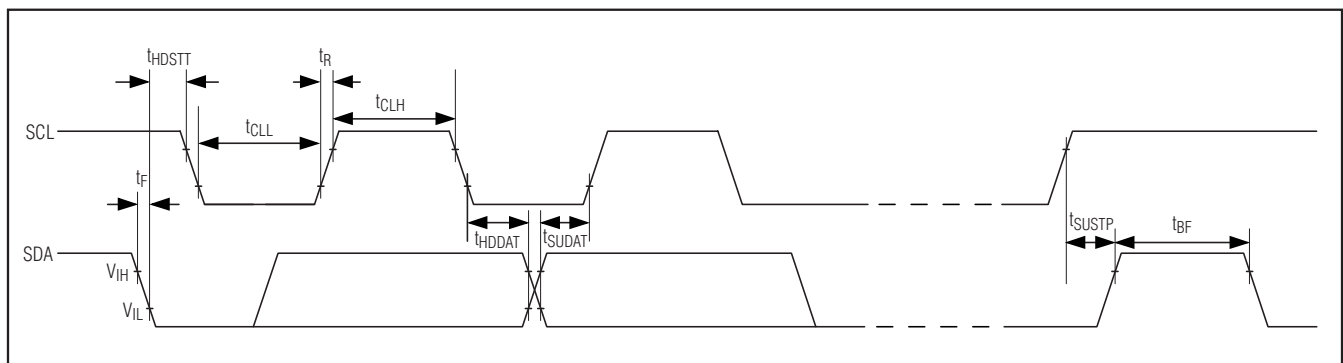 tHDSTT
tR
tCLH
SCL
tCLL
tF
tHDDAT
tSUDAT
tSUSTP
tBF
SDA
VIH
VIL